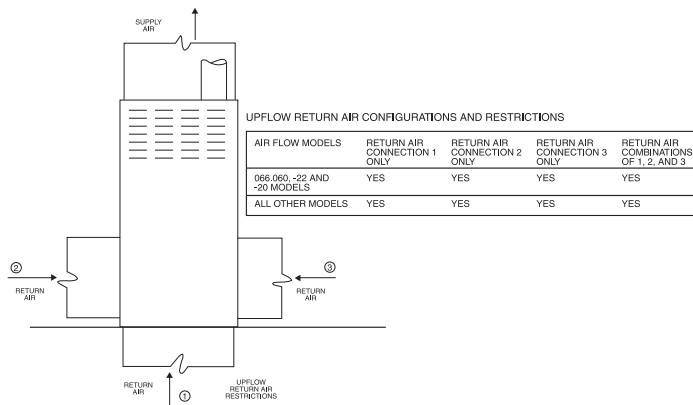 SUPPLY
AIR
UPFLOW RETURN AIR CONFIGURATIONS AND RESTRICTIONS
AIR FLOW MODELS RETURN AIR CONNECTION 1 ONLY RETURN AIR CONNECTION 2 ONLY RETURN AIR CONNECTION 3 ONLY RETURN AIR COMBINATIONS OF 1, 2, AND 3
066.060, -22 AND -20 MODELS YES YES YES YES
ALL OTHER MODELS YES YES YES YES
②
RETURN
AIR
③
RETURN
AIR
RETURN
AIR
①
UPFLOW
RETURN AIR
RESTRICTIONS